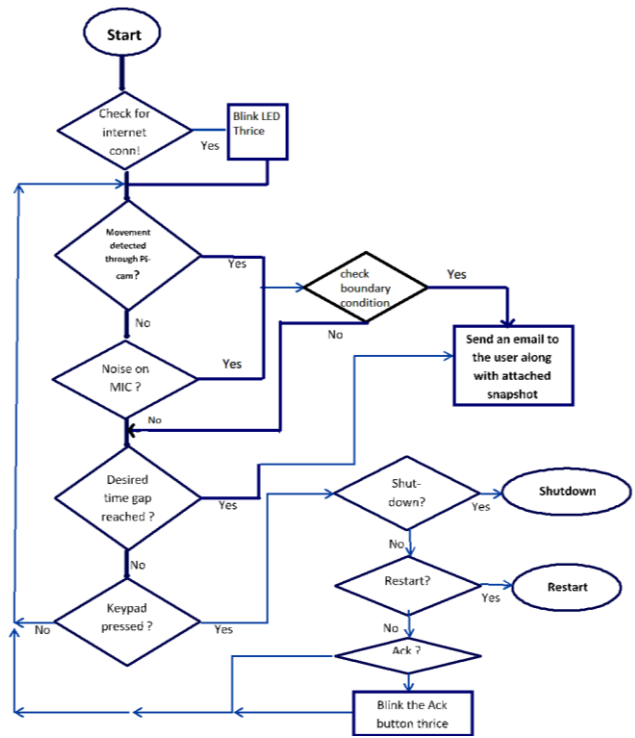 Start
Check for
internet
conn!
Yes
Blink LED
Thrice
Movement
detected
through Pi-
cam?
Yes
No
check
boundary
condition
Yes
No
Send an email to
the user along
with attached
snapshot
Noise on
MIC ?
Yes
No
Desired
time gap
reached ?
Yes
No
Shut-
down?
Yes
Shutdown
No
Restart?
Yes
Restart
No
Keypad
pressed ?
No
Yes
Ack ?
Blink the Ack
button thrice